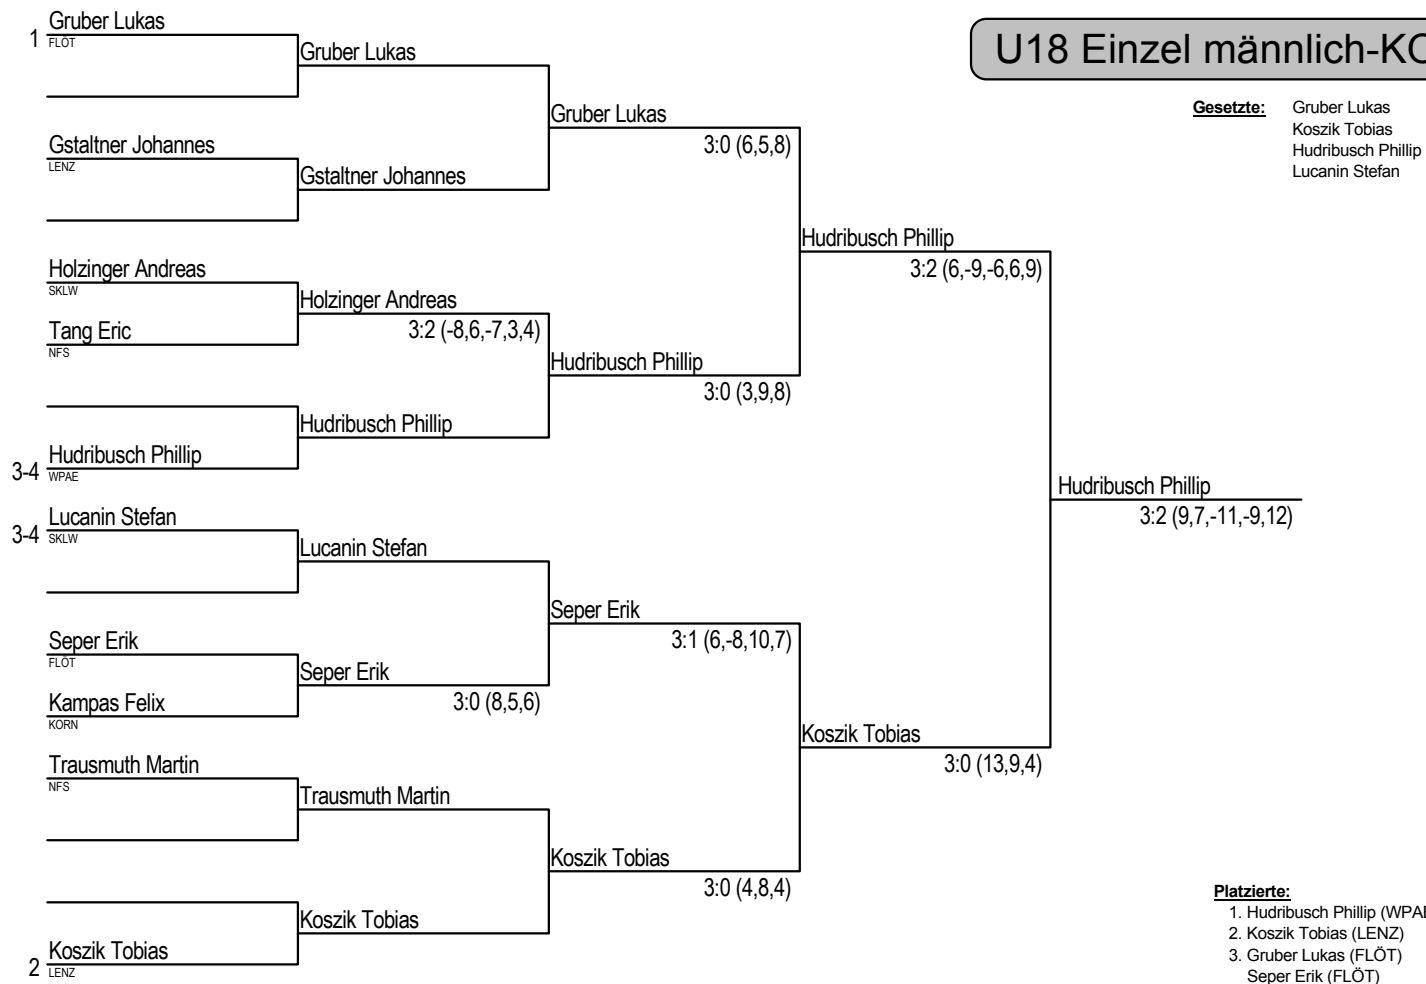 U18 Einzel männlich-KO
Gesetzte: Gruber Lukas
Koszik Tobias
Hudribusch Phillip
Lucanin Stefan
1 Gruber Lukas
FLÖT
Gstaltner Johannes
LENZ
Holzinger Andreas
SKLW
Tang Eric
NFS
3-4 Hudribusch Phillip
WPAE
3-4 Lucanin Stefan
SKLW
Seper Erik
FLÖT
Kampas Felix
KORN
Trausmuth Martin
NFS
2 Koszik Tobias
LENZ
Gruber Lukas
Gstaltner Johannes
Holzinger Andreas
3:2 (-8,6,-7,3,4)
Hudribusch Phillip
Lucanin Stefan
Seper Erik
3:0 (8,5,6)
Trausmuth Martin
Koszik Tobias
Gruber Lukas
3:0 (6,5,8)
Hudribusch Phillip
3:0 (3,9,8)
Seper Erik
3:1 (6,-8,10,7)
Koszik Tobias
3:0 (4,8,4)
Hudribusch Phillip
3:2 (6,-9,-6,6,9)
Koszik Tobias
3:0 (13,9,4)
Hudribusch Phillip
3:2 (9,7,-11,-9,12)
Platzierte:
1. Hudribusch Phillip (WPAE
2. Koszik Tobias (LENZ)
3. Gruber Lukas (FLÖT)
Seper Erik (FLÖT)